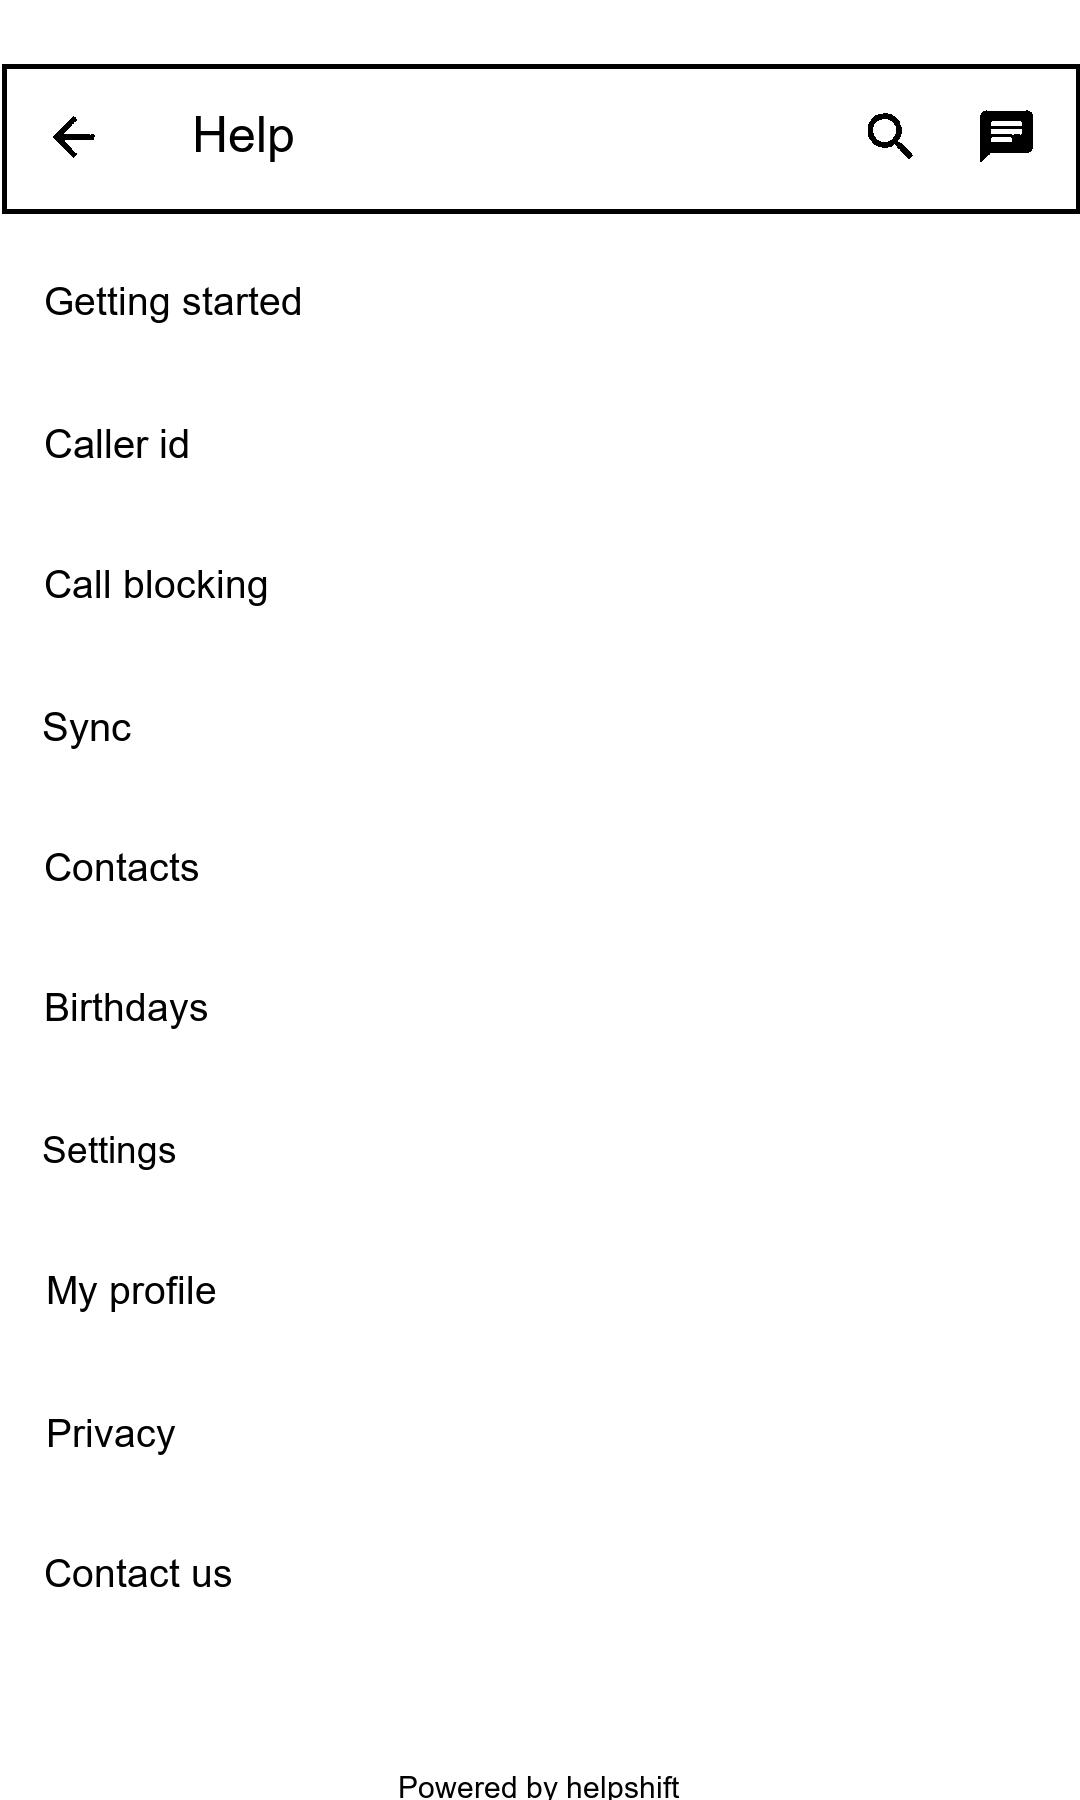 Help
Getting started
Caller id
Call blocking
Sync
Contacts
Birthdays
Settings
My profile
Privacy
Contact us
Powered by helpshift